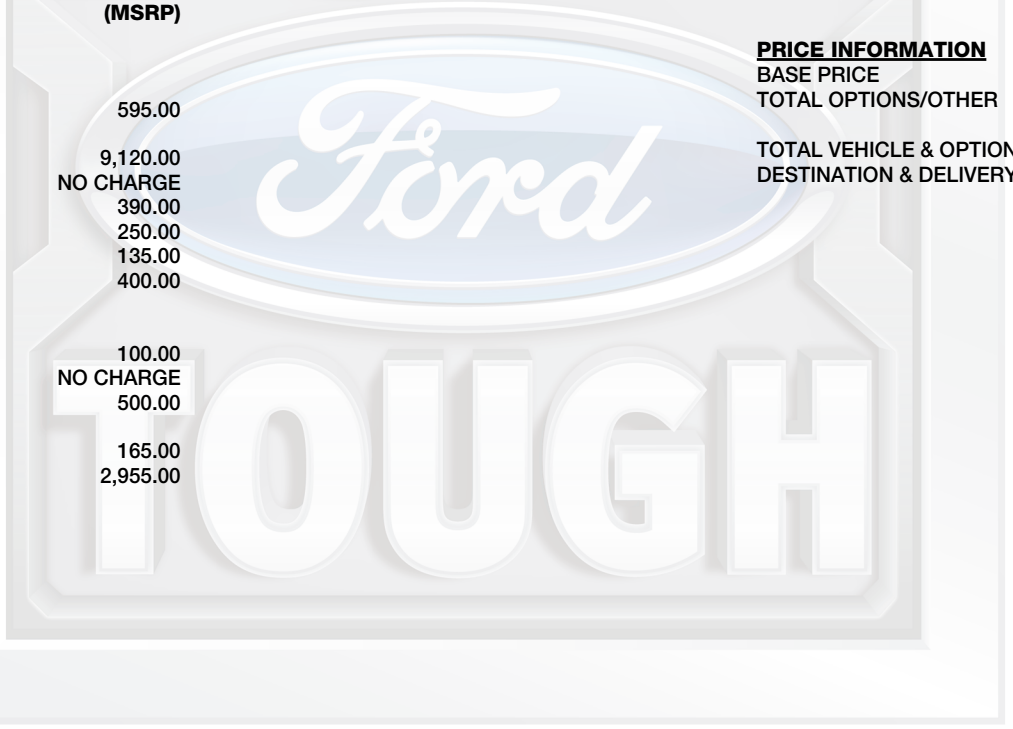 (MSRP)
595.00
9,120.00
NO CHARGE
390.00
250.00
135.00
400.00
100.00
NO CHARGE
500.00
165.00
2,955.00
PRICE INFORMATION
BASE PRICE
TOTAL OPTIONS/OTHER
TOTAL VEHICLE & OPTION
DESTINATION & DELIVERY
Ford
TOUGH